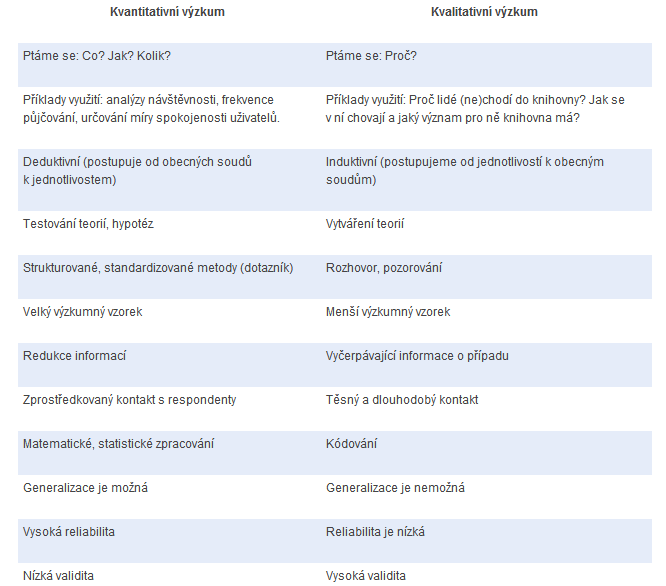 Kvantitativní výzkum
Kvalitativní výzkum
Ptáme se: Co? Jak? Kolik?
Ptáme se: Proč?
Příklady využití: analýzy návštěvnosti, frekvence
půjčování, určování míry spokojenosti uživatelů.
Příklady využití: Proč lidé (ne)chodí do knihovny? Jak se
v ní chovají a jaký význam pro ně knihovna má?
Deduktivní (postupuje od obecných soudů
k jednotlivostem)
Induktivní (postupujeme od jednotlivostí k obecným
soudům)
Testování teorií, hypotéz
Vytváření teorií
Strukturované, standardizované metody (dotazník)
Rozhovor, pozorování
Velký výzkumný vzorek
Menší výzkumný vzorek
Redukce informací
Vyčerpávající informace o případu
Zprostředkovaný kontakt s respondenty
Těsný a dlouhodobý kontakt
Matematické, statistické zpracování
Kódování
Generalizace je možná
Generalizace je nemožná
Vysoká reliabilita
Reliabilita je nízká
Nízká validita
Vysoká validita